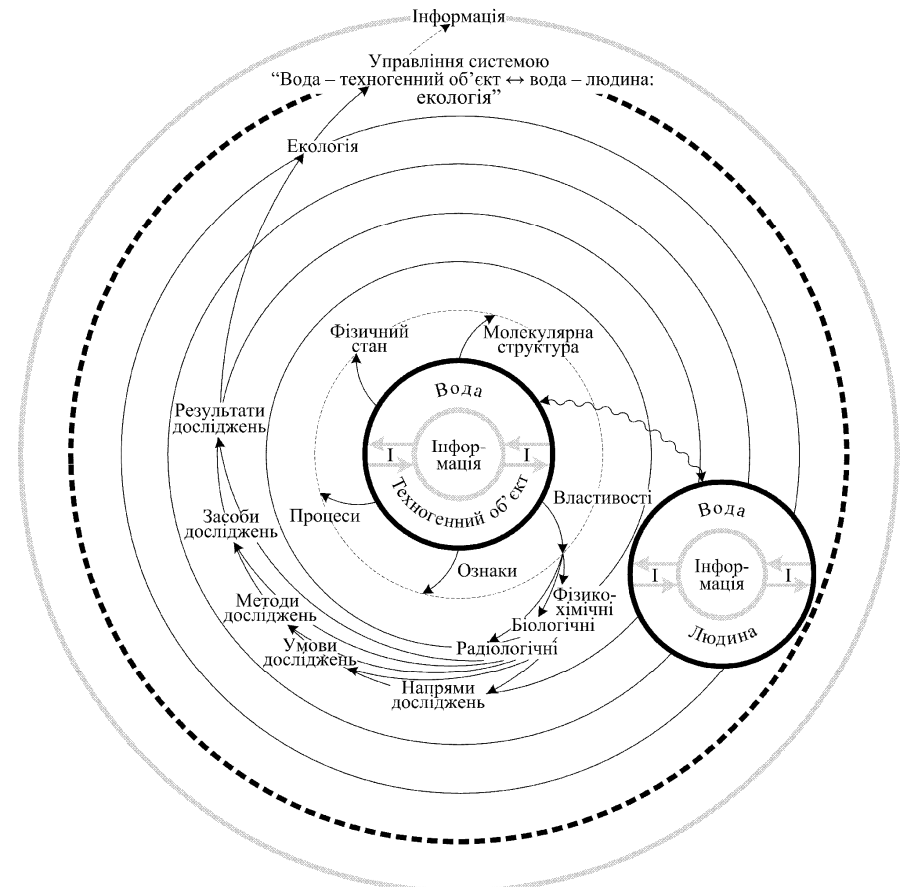 Інформація
Управління системою
“Вода – техногенний об’єкт ↔ вода – людина:
екологія”
Екологія
Фізичний
стан
Молекулярна
структура
Вода
І
Інфор-
мація
І
Техногенний об’єкт
Результати
досліджень
Засоби
досліджень
Процеси
Властивості
Ознаки
Фізико-
хімічні
Біологічні
Радіологічні
Методи
досліджень
Умови
досліджень
Напрями
досліджень
Вода
І
Інфор-
мація
І
Людина